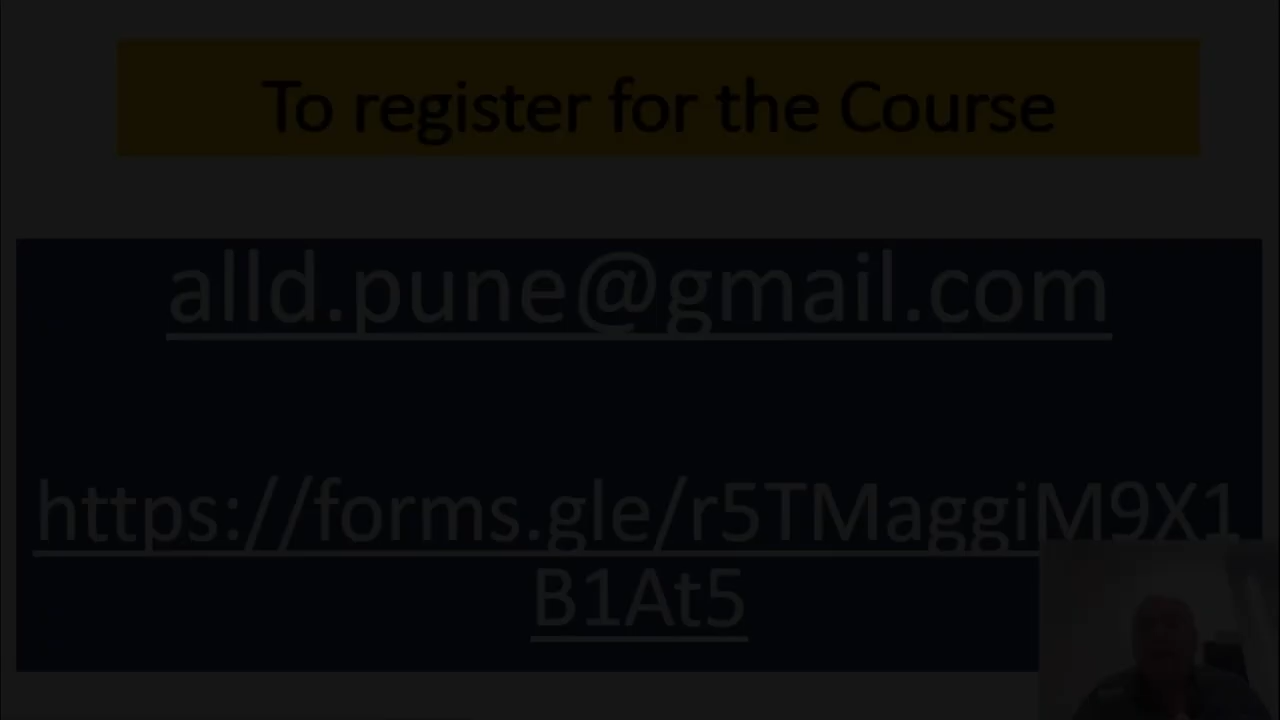 To register for the Course
alld.pune@gmail.com
https://forms.gle/r5TMaggiM9X1
B1At5